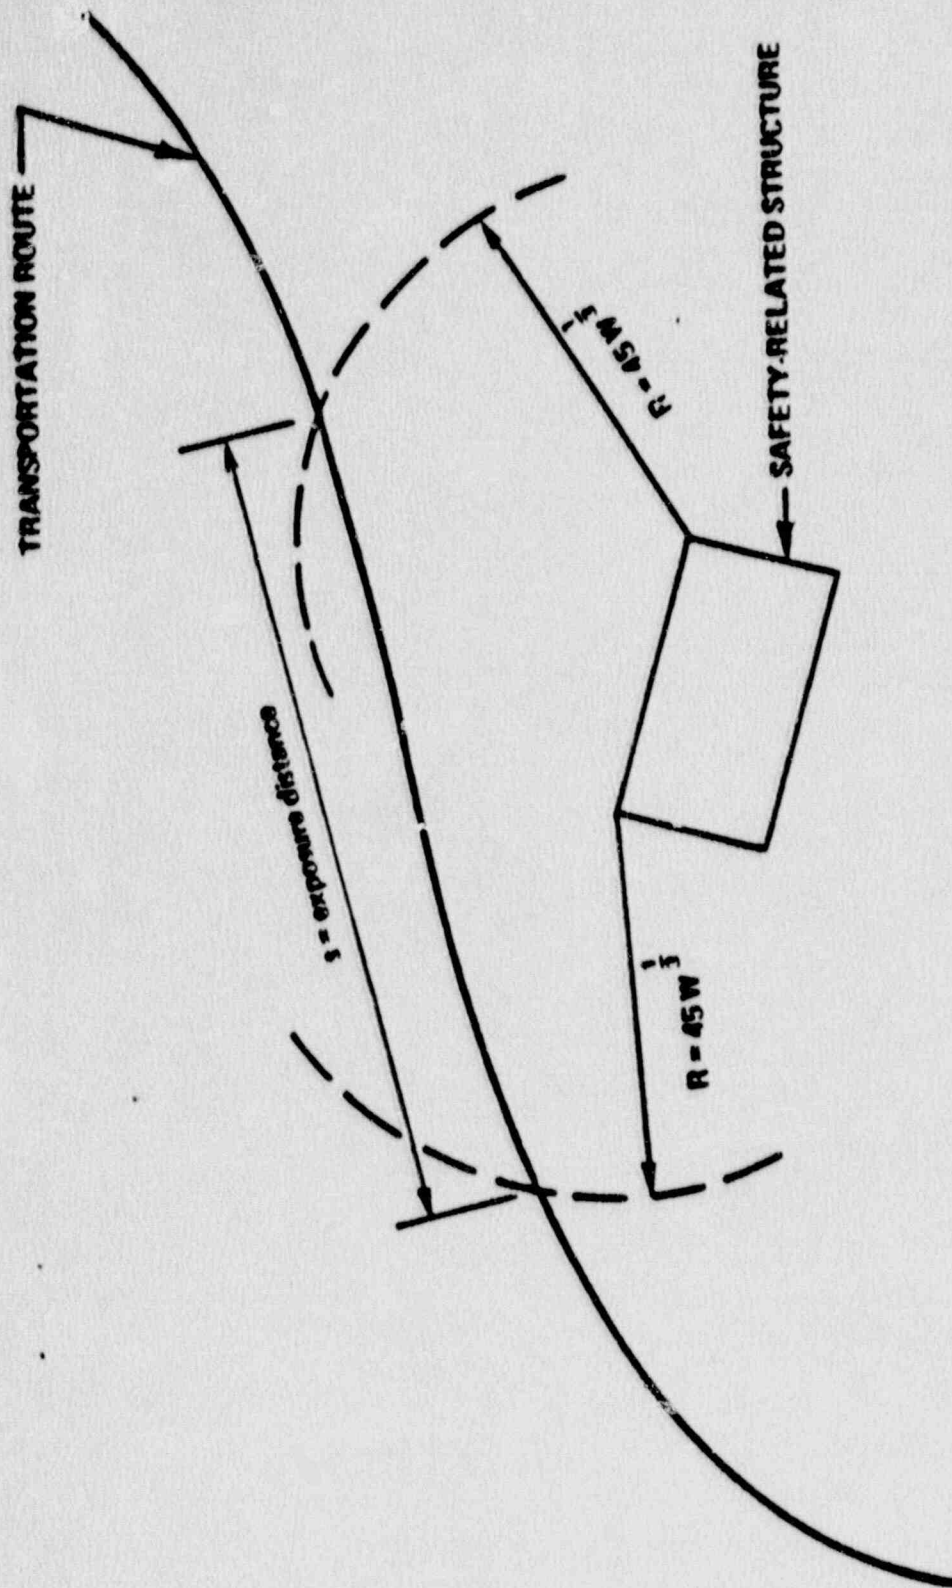 TRANSPORTATION ROUTE
s = exposure distance
R = 45 W^{1/3}
R = 45 W^{1/3}
SAFETY-RELATED STRUCTURE